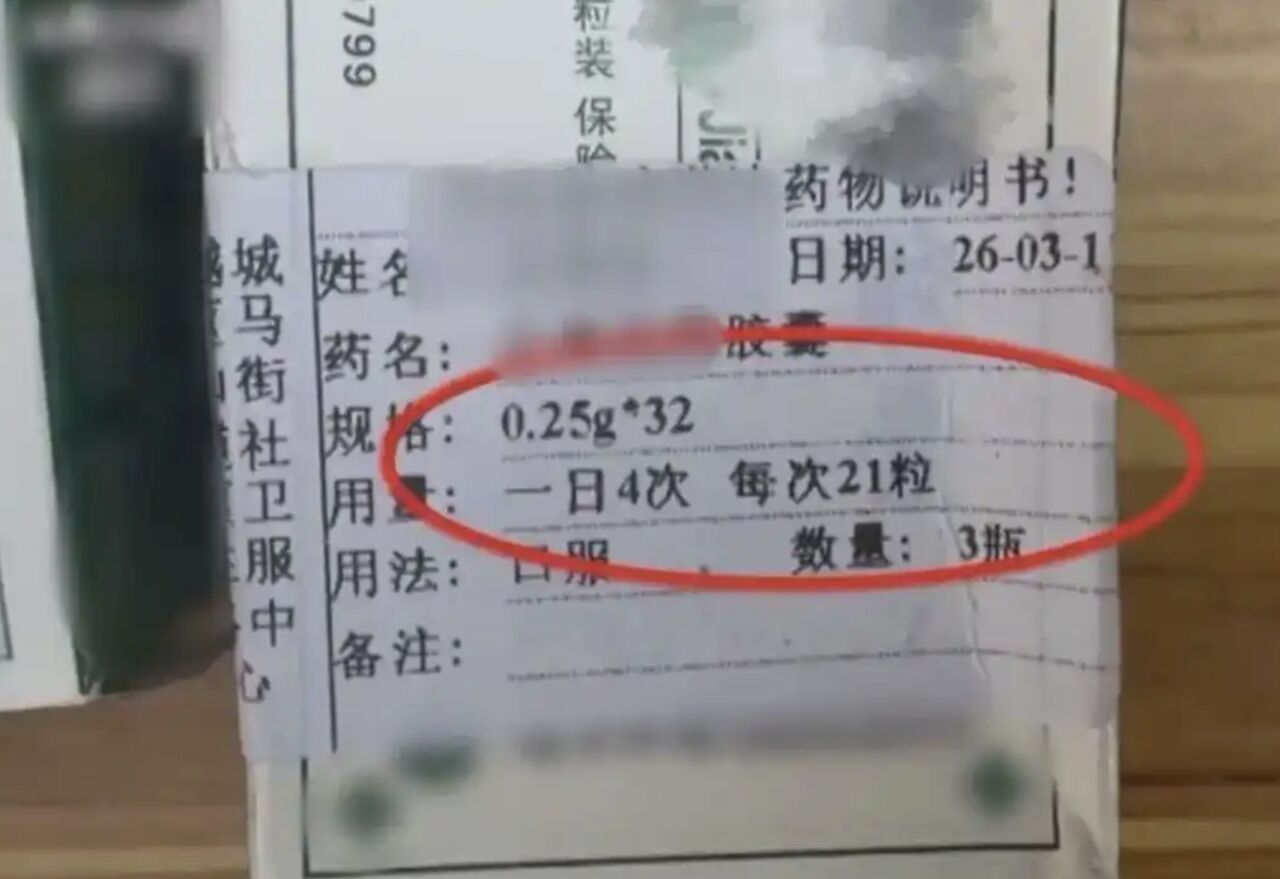 799
粒装 保险
Jia
药物说明书！
姓名
日期： 26-03-1
药名： 胶囊
规格： 0.25g*32
用量： 一日4次 每次21粒
用法： 口服 数量： 3瓶
备注：
城马街社卫服中心